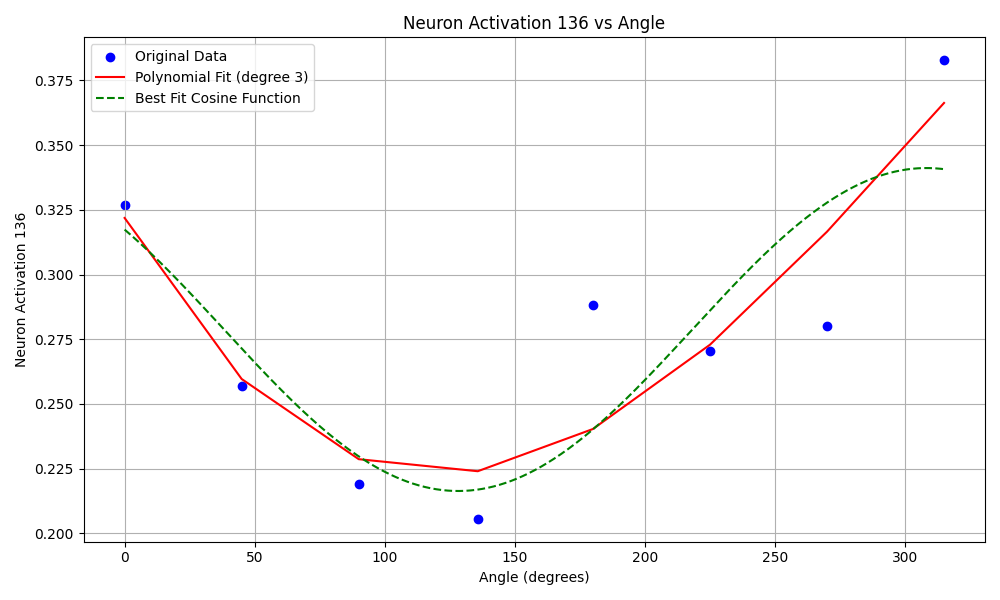 Neuron Activation 136 vs Angle
Original Data
Polynomial Fit (degree 3)
Best Fit Cosine Function
Neuron Activation 136
0.375
0.350
0.325
0.300
0.275
0.250
0.225
0.200
0 50 100 150 200 250 300
Angle (degrees)